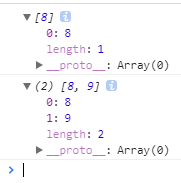 ▼[8] i
0: 8
length: 1
▶__proto__: Array(0)
▼(2) [8, 9] i
0: 8
1: 9
length: 2
▶__proto__: Array(0)
>